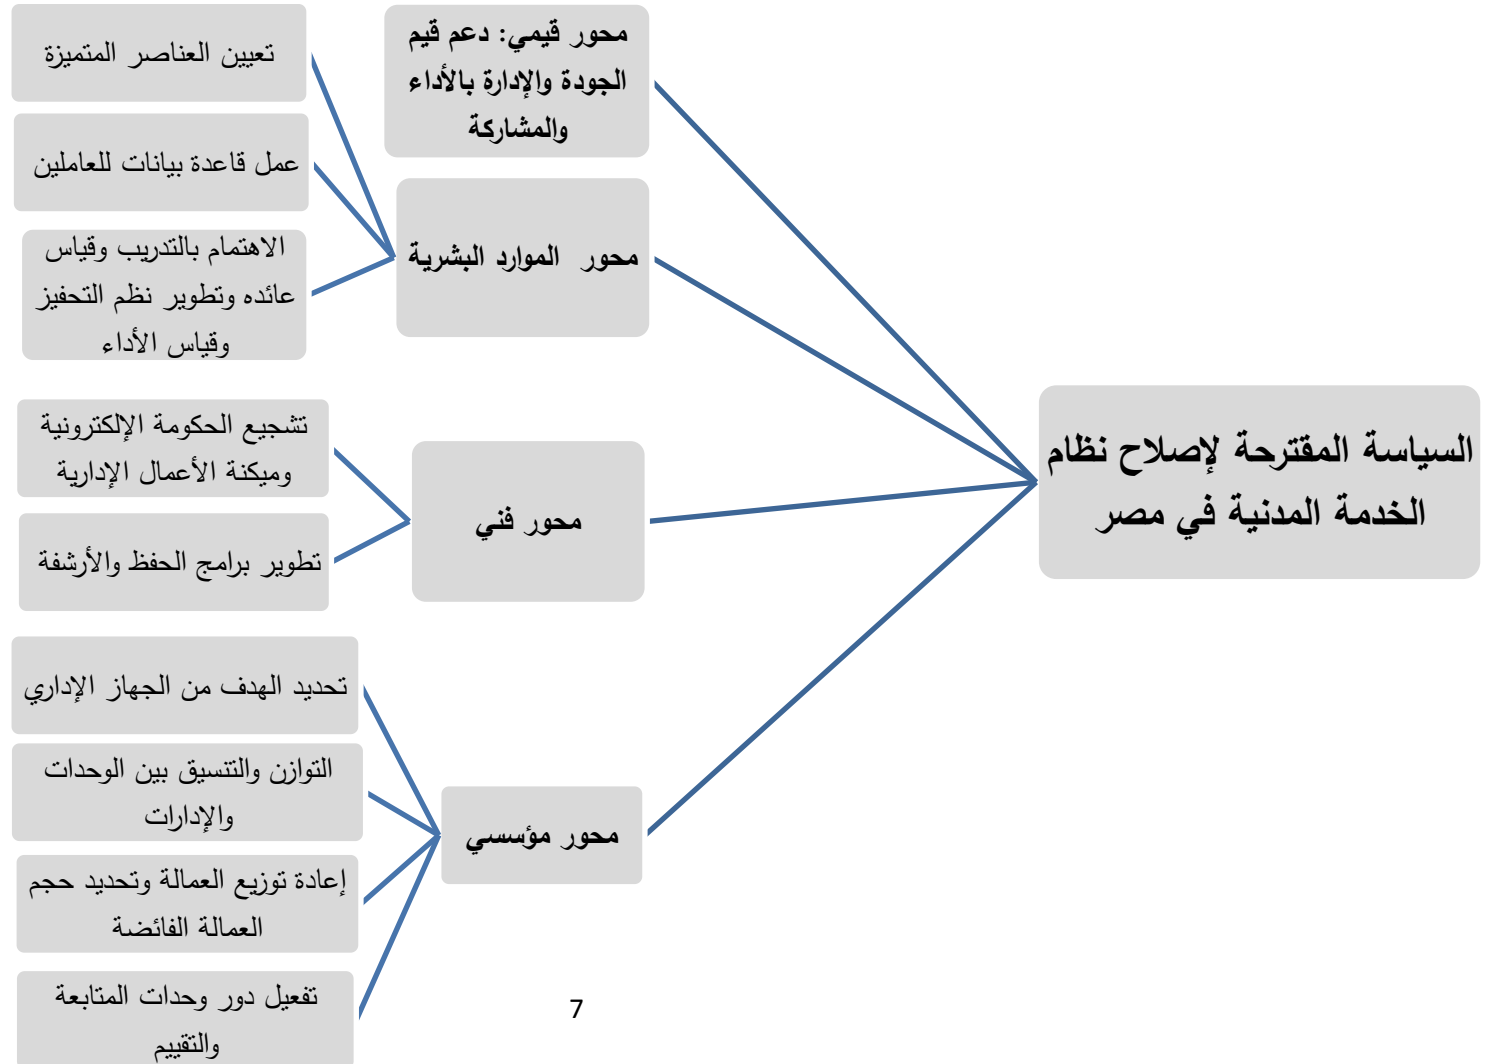 السياسة المقترحة لإصلاح نظام
الخدمة المدنية في مصر
محور قيمي: دعم قيم
الجودة والإدارة بالأداء
والمشاركة
محور الموارد البشرية
تعيين العناصر المتميزة
عمل قاعدة بيانات للعاملين
الاهتمام بالتدريب وقياس
عائده وتطوير نظم التحفيز
وقياس الأداء
محور فني
تشجيع الحكومة الإلكترونية
وميكنة الأعمال الإدارية
تطوير برامج الحفظ والأرشفة
محور مؤسسي
تحديد الهدف من الجهاز الإداري
التوازن والتنسيق بين الوحدات
والإدارات
إعادة توزيع العمالة وتحديد حجم
العمالة الفائضة
تفعيل دور وحدات المتابعة
والتقييم
7